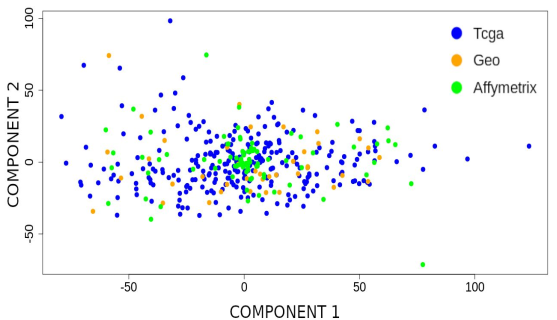 100
50
0
-50
COMPONENT 2
Tcga
Geo
Affymetrix
-50
0
50
100
COMPONENT 1